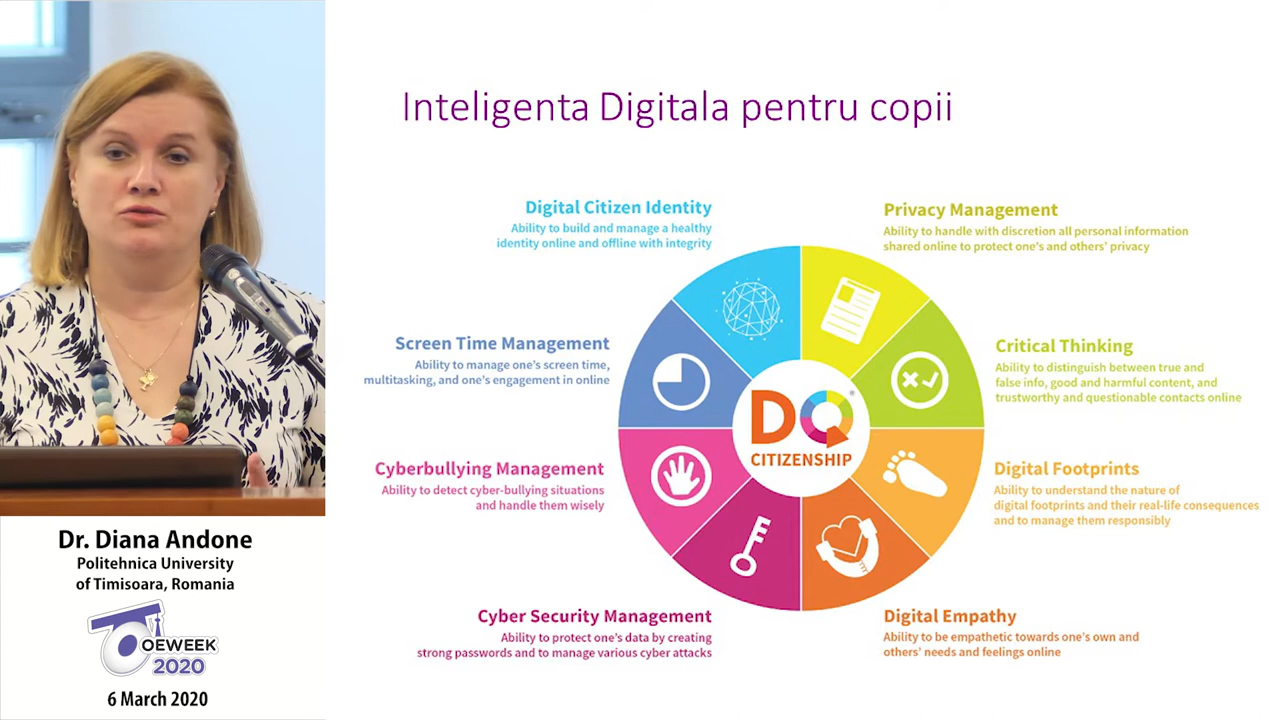 Inteligenta Digitala pentru copii
Digital Citizen Identity
Ability to build and manage a healthy
identity online and offline with integrity
Privacy Management
Ability to handle with discretion all personal information
shared online to protect one's and others' privacy
Screen Time Management
Ability to manage one's screen time,
multitasking, and one's engagement in online
Critical Thinking
Ability to distinguish between true and
false info, good and harmful content, and
trustworthy and questionable contacts online
DQ®
CITIZENSHIP
Cyberbullying Management
Ability to detect cyber-bullying situations
and handle them wisely
Digital Footprints
Ability to understand the nature of
digital footprints and their real-life consequences
and to manage them responsibly
Cyber Security Management
Ability to protect one's data by creating
strong passwords and to manage various cyber attacks
Digital Empathy
Ability to be empathetic towards one's own and
others' needs and feelings online
Dr. Diana Andone
Politehnica University
of Timisoara, Romania
OEWEEK
2020
6 March 2020